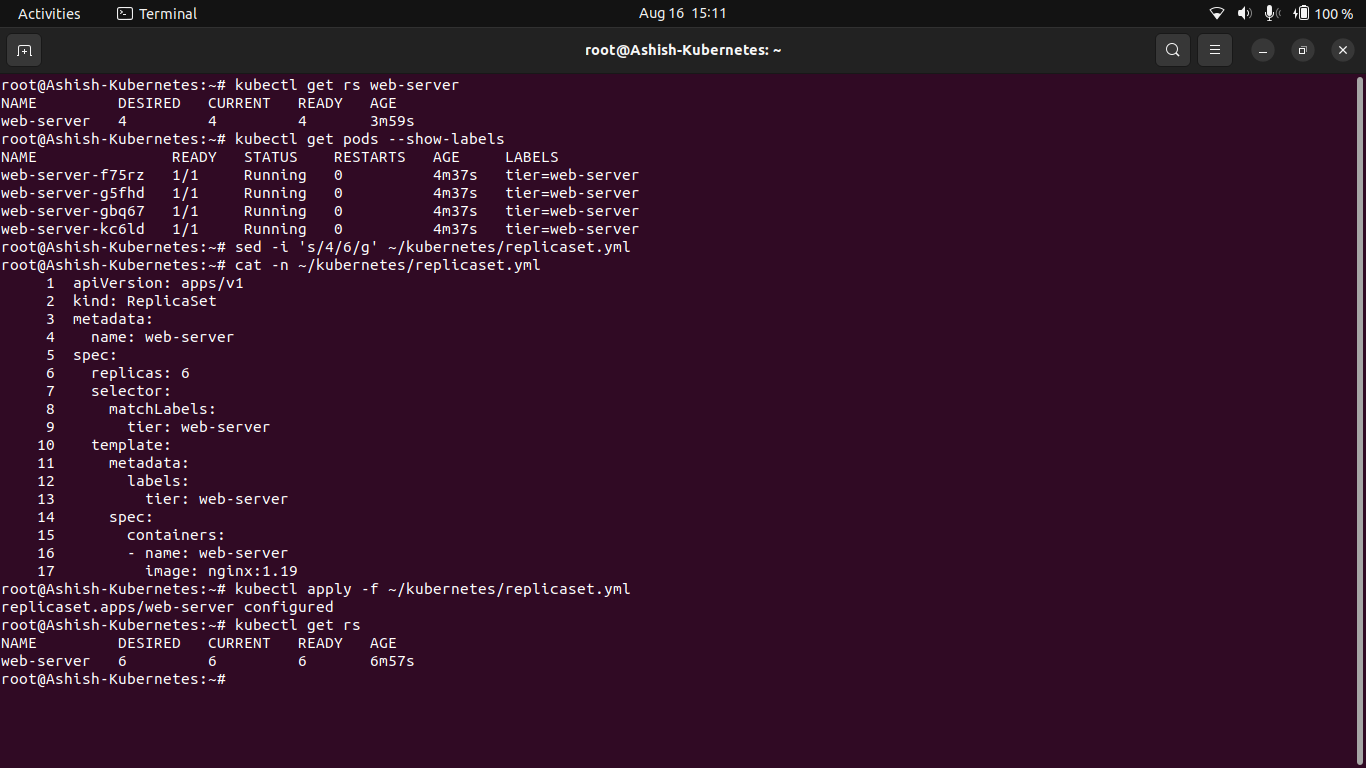 Activities Terminal Aug 16 15:11 100 %
root@Ashish-Kubernetes: ~
root@Ashish-Kubernetes:~# kubectl get rs web-server
NAME         DESIRED   CURRENT   READY   AGE
web-server   4         4         4       3m59s
root@Ashish-Kubernetes:~# kubectl get pods --show-labels
NAME               READY   STATUS    RESTARTS   AGE     LABELS
web-server-f75rz   1/1     Running   0          4m37s   tier=web-server
web-server-g5fhd   1/1     Running   0          4m37s   tier=web-server
web-server-gbq67   1/1     Running   0          4m37s   tier=web-server
web-server-kc6ld   1/1     Running   0          4m37s   tier=web-server
root@Ashish-Kubernetes:~# sed -i 's/4/6/g' ~/kubernetes/replicaset.yml
root@Ashish-Kubernetes:~# cat -n ~/kubernetes/replicaset.yml
     1  apiVersion: apps/v1
     2  kind: ReplicaSet
     3  metadata:
     4    name: web-server
     5  spec:
     6    replicas: 6
     7    selector:
     8      matchLabels:
     9        tier: web-server
    10    template:
    11      metadata:
    12        labels:
    13          tier: web-server
    14      spec:
    15        containers:
    16        - name: web-server
    17          image: nginx:1.19
root@Ashish-Kubernetes:~# kubectl apply -f ~/kubernetes/replicaset.yml
replicaset.apps/web-server configured
root@Ashish-Kubernetes:~# kubectl get rs
NAME         DESIRED   CURRENT   READY   AGE
web-server   6         6         6       6m57s
root@Ashish-Kubernetes:~#